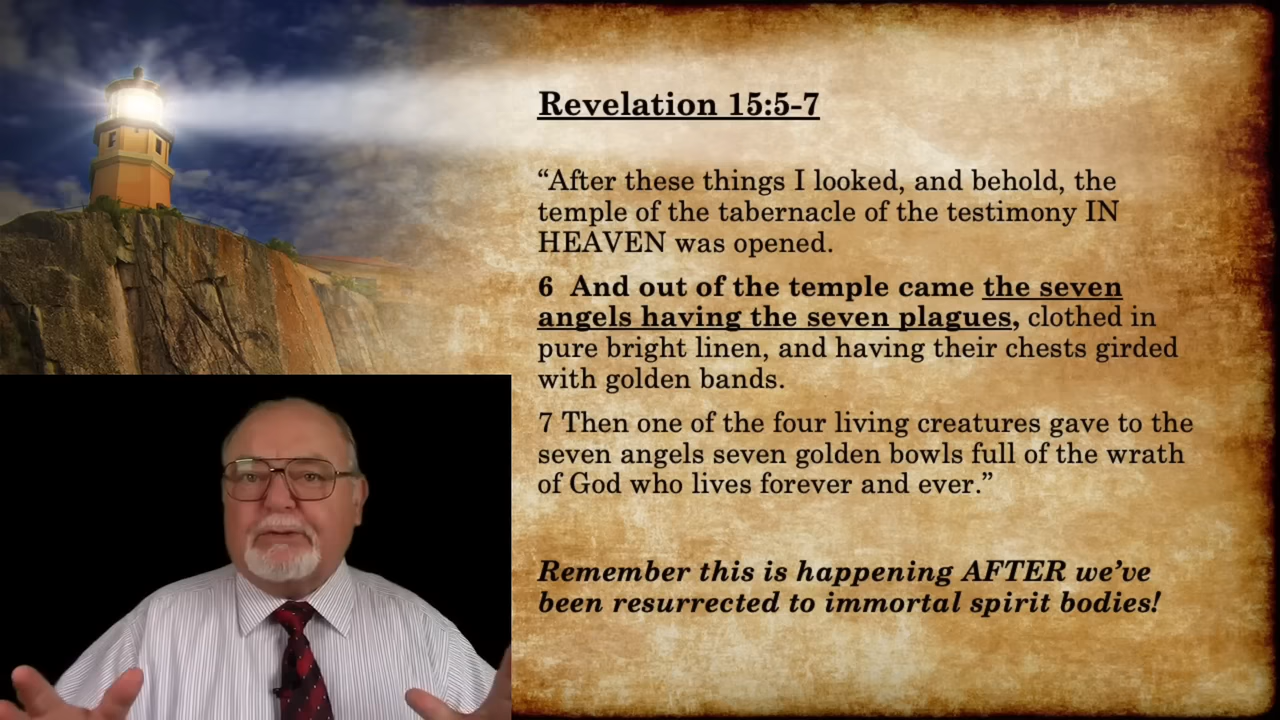 Revelation 15:5-7
“After these things I looked, and behold, the
temple of the tabernacle of the testimony IN
HEAVEN was opened.
6  And out of the temple came the seven
angels having the seven plagues, clothed in
pure bright linen, and having their chests girded
with golden bands.
7 Then one of the four living creatures gave to the
seven angels seven golden bowls full of the wrath
of God who lives forever and ever.”
Remember this is happening AFTER we’ve
been resurrected to immortal spirit bodies!